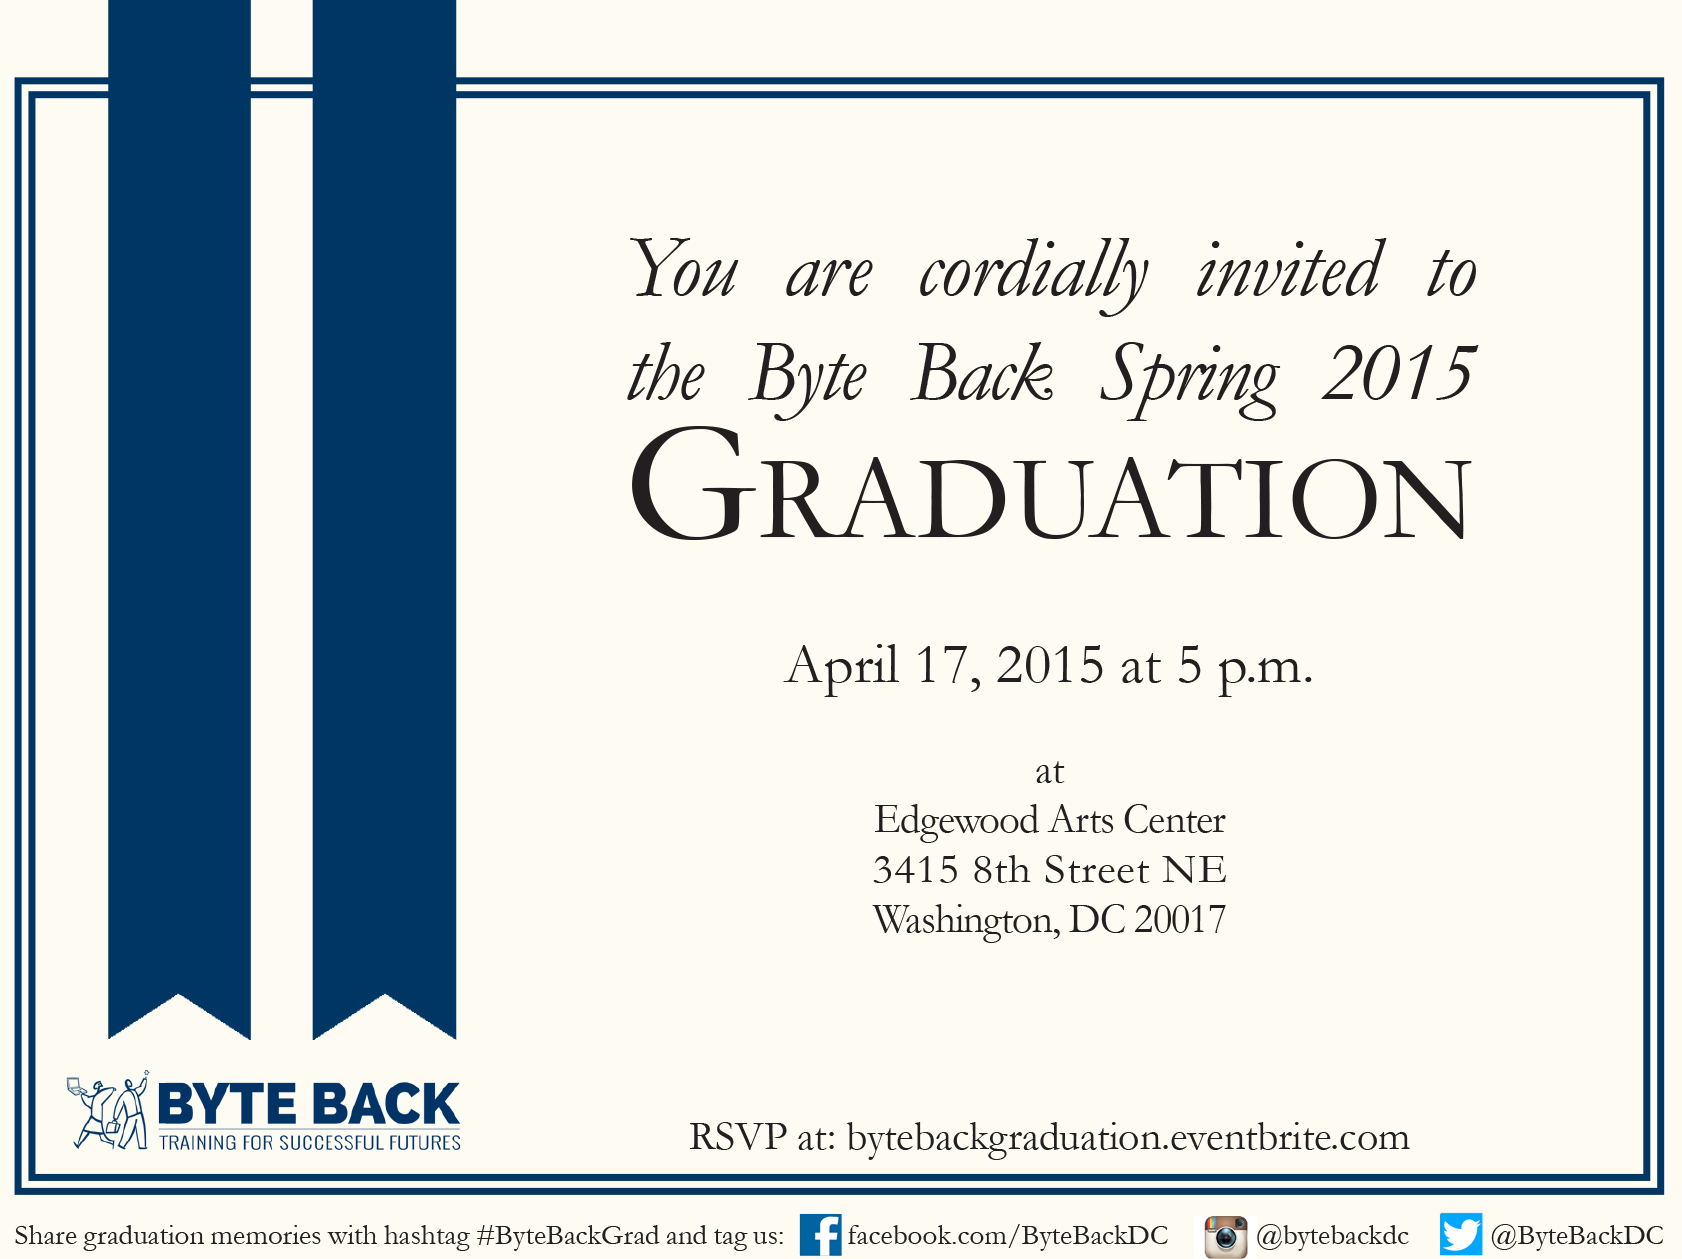 You are cordially invited to
the Byte Back Spring 2015
GRADUATION
April 17, 2015 at 5 p.m.
at
Edgewood Arts Center
3415 8th Street NE
Washington, DC 20017
BYTE BACK
TRAINING FOR SUCCESSFUL FUTURES
RSVP at: bytebackgraduation.eventbrite.com
Share graduation memories with hashtag #ByteBackGrad and tag us: facebook.com/ByteBackDC @bytebackdc @ByteBackDC